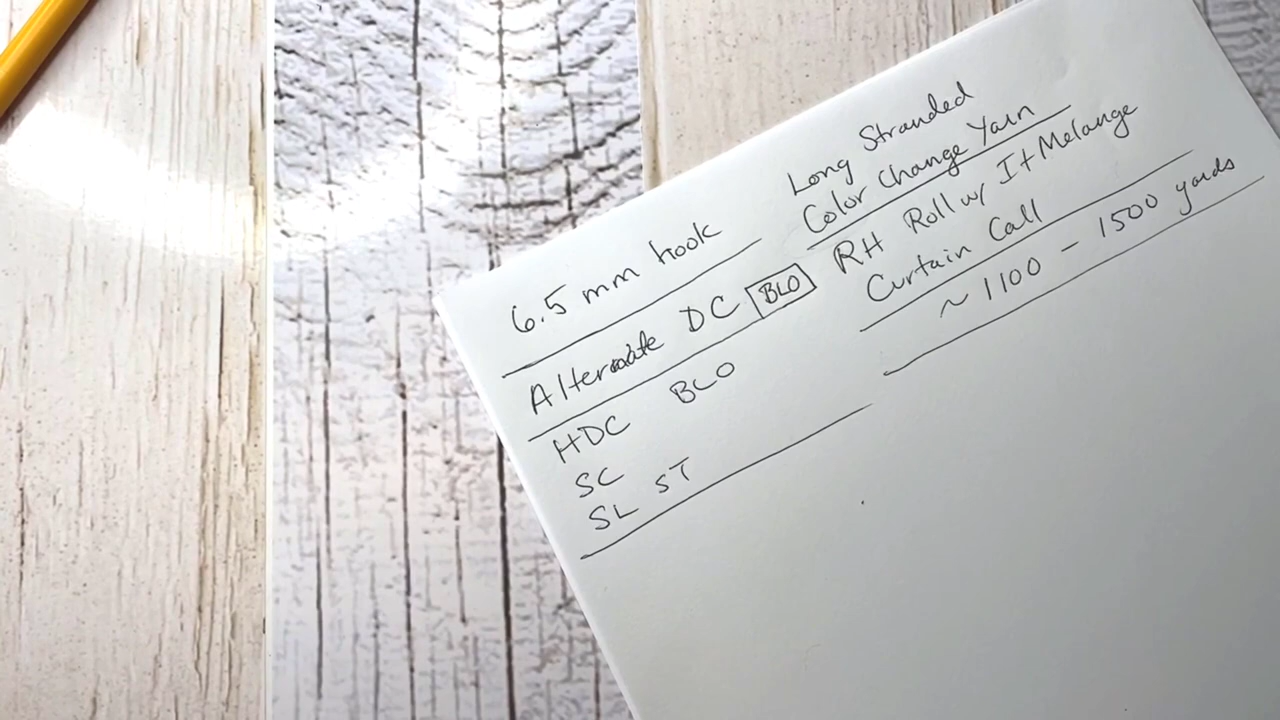 6.5 mm hook
Alternate DC BLO
HDC BLO
SC
SL ST
Long Stranded
Color Change Yarn
RH Roll w/ It Melange
Curtain Call
~ 1100 - 1500 yards